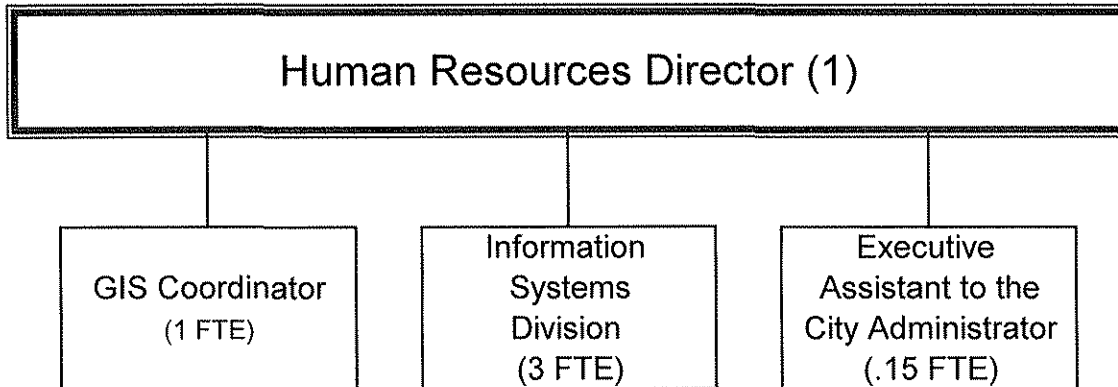 Human Resources Director (1)
GIS Coordinator
(1 FTE)
Information
Systems
Division
(3 FTE)
Executive
Assistant to the
City Administrator
(.15 FTE)